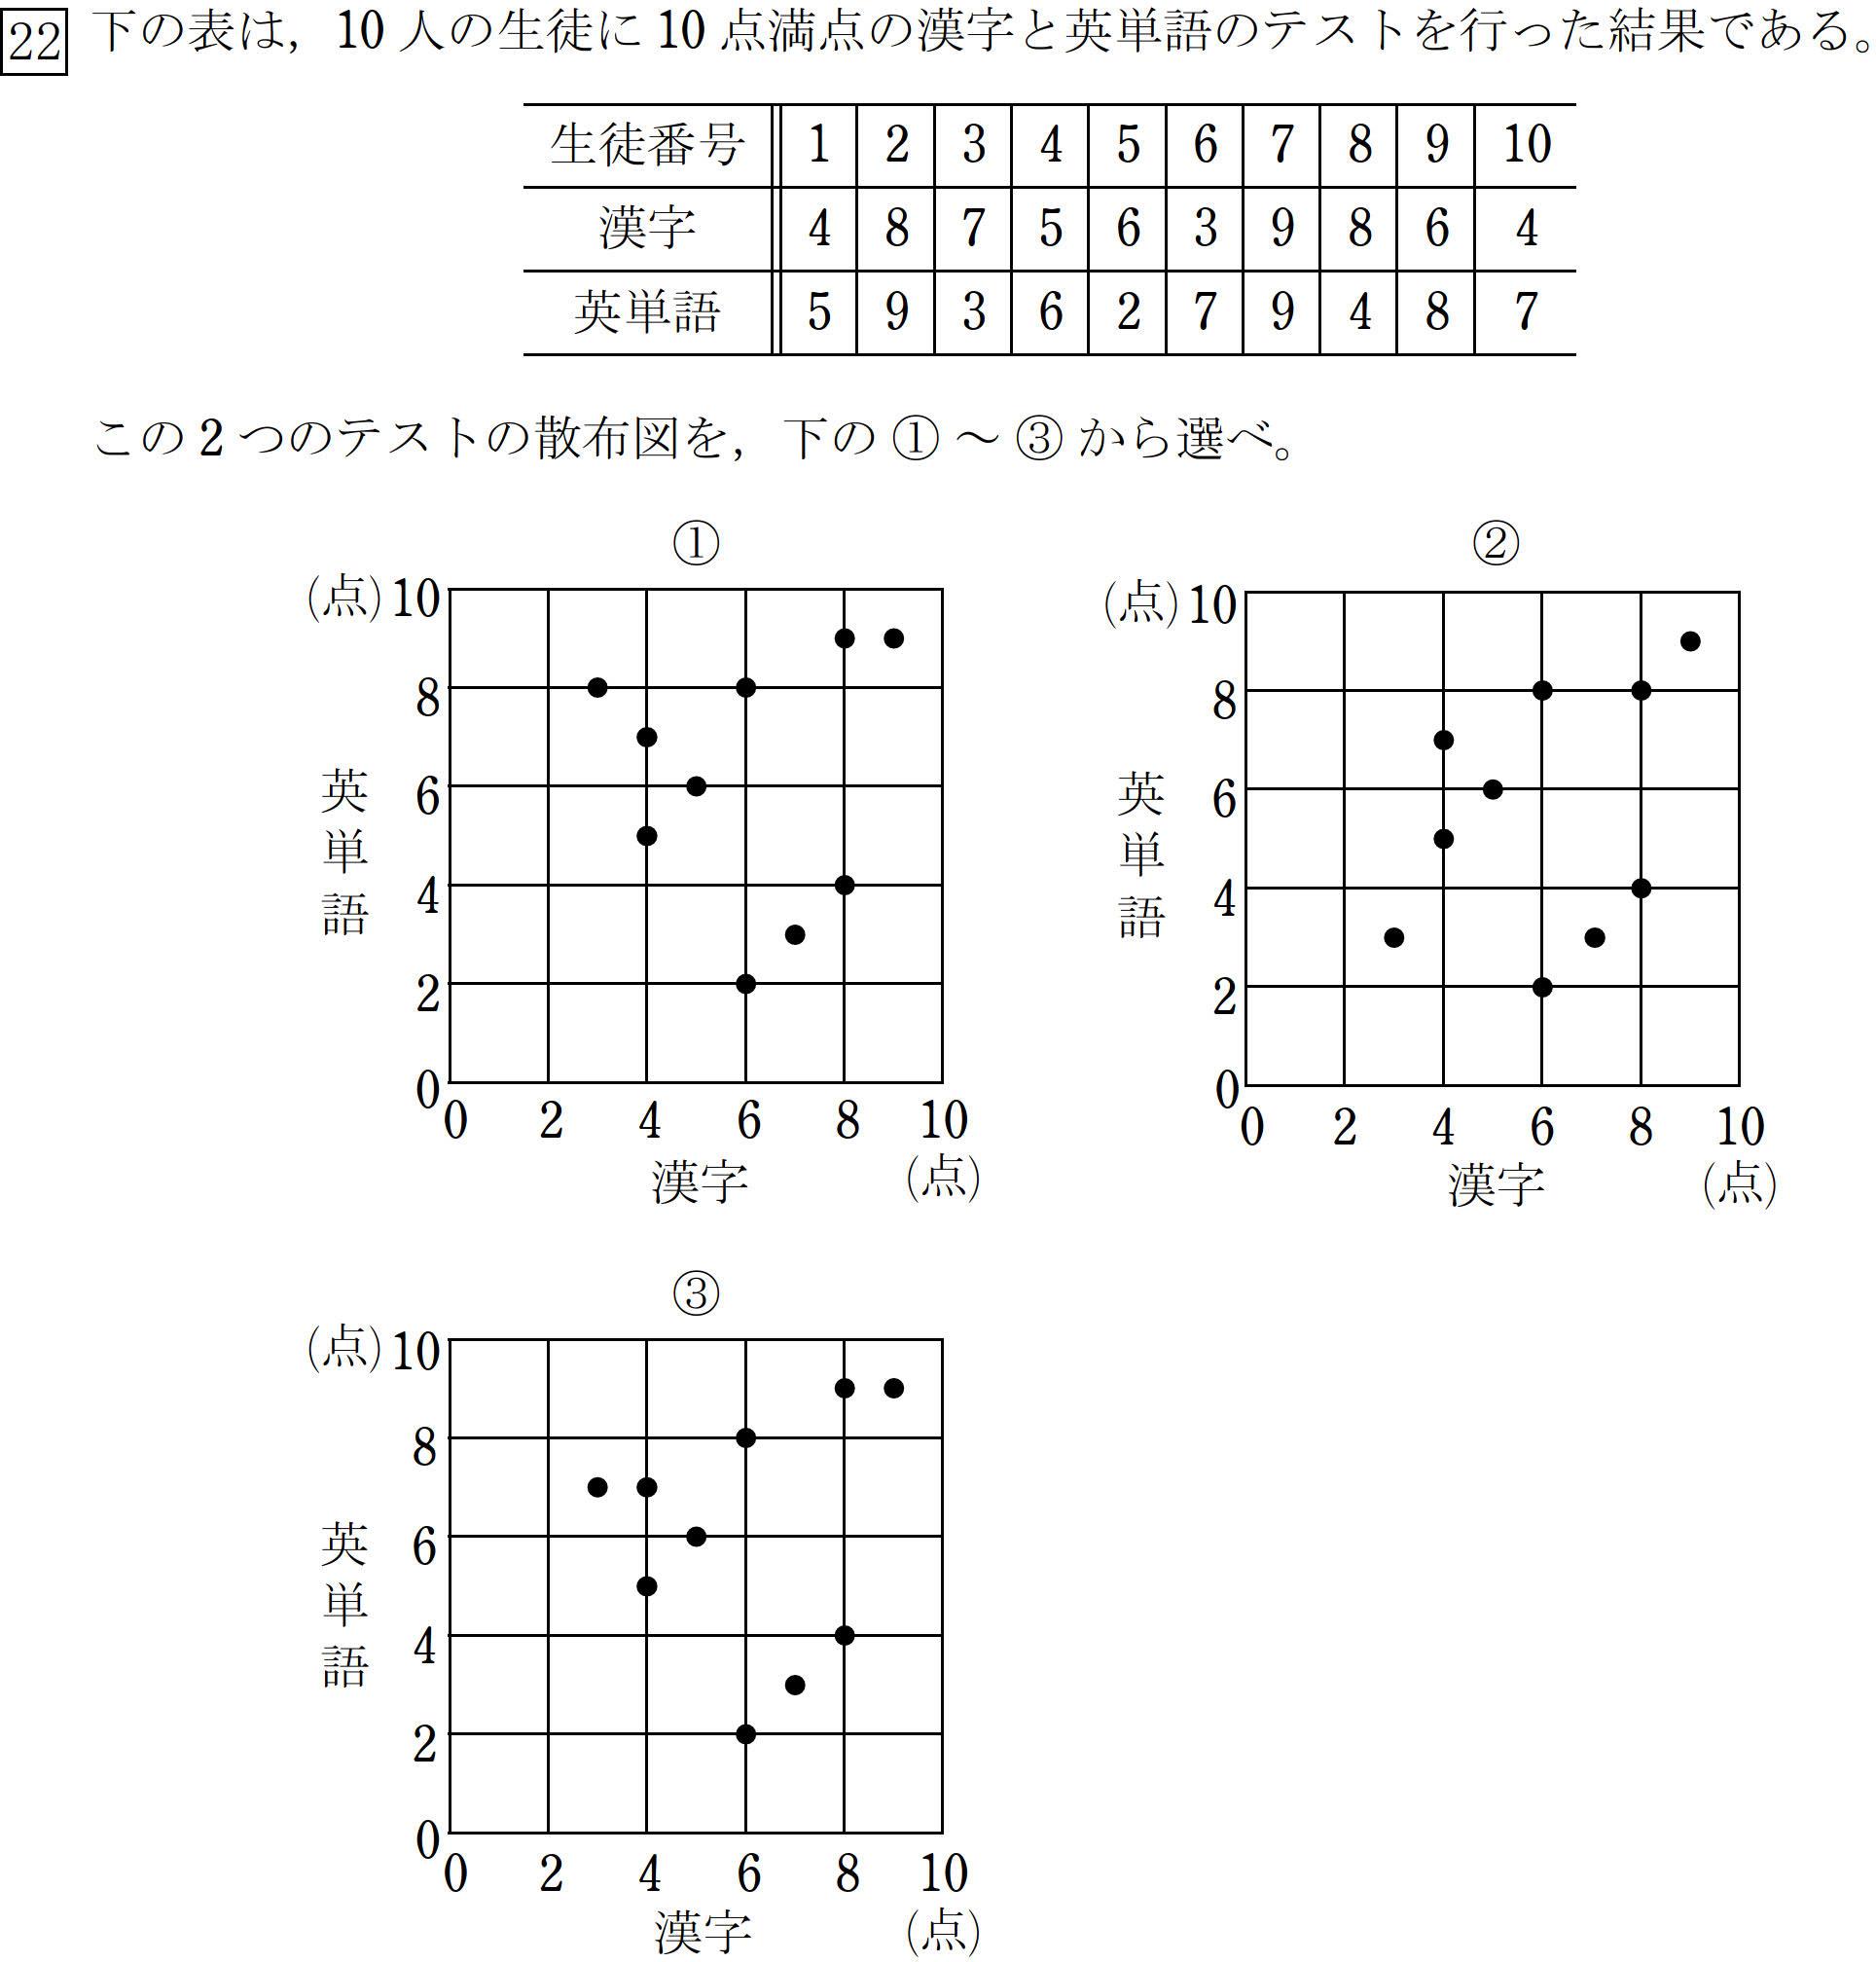 22 下の表は，10 人の生徒に 10 点満点の漢字と英単語のテストを行った結果である。
生徒番号 1 2 3 4 5 6 7 8 9 10
漢字 4 8 7 5 6 3 9 8 6 4
英単語 5 9 3 6 2 7 9 4 8 7
この 2 つのテストの散布図を，下の ① ～ ③ から選べ。
①
(点) 10
8
6
4
2
0
英単語
0 2 4 6 8 10
漢字 (点)
②
(点) 10
8
6
4
2
0
英単語
0 2 4 6 8 10
漢字 (点)
③
(点) 10
8
6
4
2
0
英単語
0 2 4 6 8 10
漢字 (点)